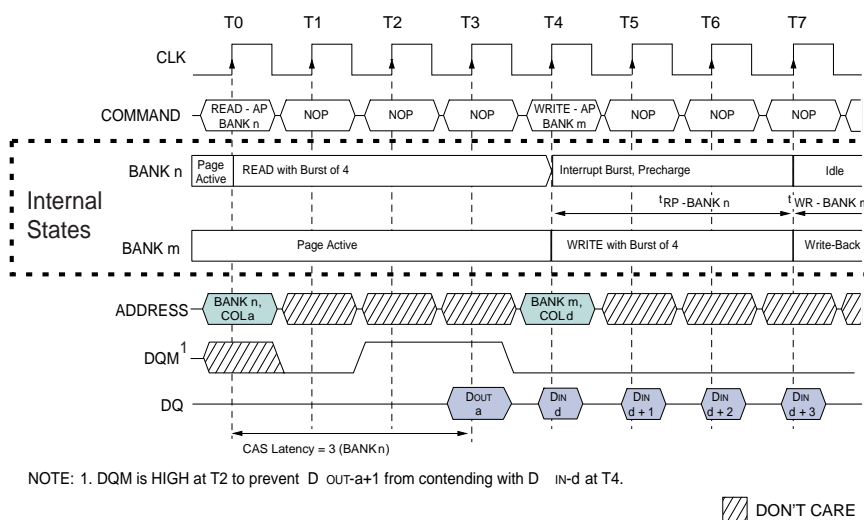 T0 T1 T2 T3 T4 T5 T6 T7
CLK
COMMAND
READ - AP
BANK n
NOP
NOP
NOP
WRITE - AP
BANK m
NOP
NOP
NOP
Internal
States
BANK n
Page
Active
READ with Burst of 4
Interrupt Burst, Precharge
Idle
tRP - BANK n
tWR - BANK m
BANK m
Page Active
WRITE with Burst of 4
Write-Back
ADDRESS
BANK n,
COL a
BANK m,
COL d
DQM1
DQ
DOUT
a
DIN
d
DIN
d + 1
DIN
d + 2
DIN
d + 3
CAS Latency = 3 (BANK n)
NOTE: 1. DQM is HIGH at T2 to prevent D OUT-a+1 from contending with D IN-d at T4.
DON'T CARE